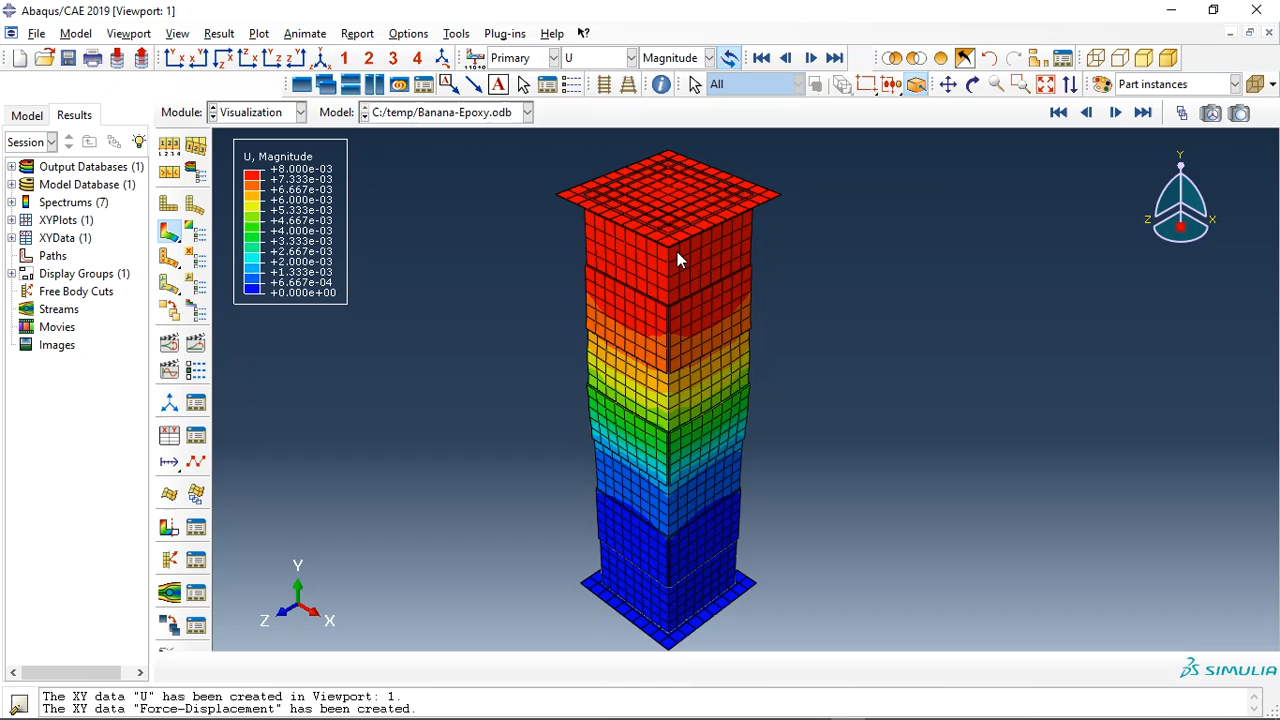 Abaqus/CAE 2019 [Viewport: 1]
File Model Viewport View Result Plot Animate Report Options Tools Plug-ins Help
1 2 3 4 Primary U Magnitude
A A All Part instances
Model Results Module: Visualization Model: C:/temp/Banana-Epoxy.odb
Session
Output Databases (1)
Model Database (1)
Spectrums (7)
XYPlots (1)
XYData (1)
Paths
Display Groups (1)
Free Body Cuts
Streams
Movies
Images
U, Magnitude
+8.000e-03
+7.333e-03
+6.667e-03
+6.000e-03
+5.333e-03
+4.667e-03
+4.000e-03
+3.333e-03
+2.667e-03
+2.000e-03
+1.333e-03
+6.667e-04
+0.000e+00
Y
Z X
Y
Z X
SIMULIA
The XY data "U" has been created in Viewport: 1.
The XY data "Force-Displacement" has been created.